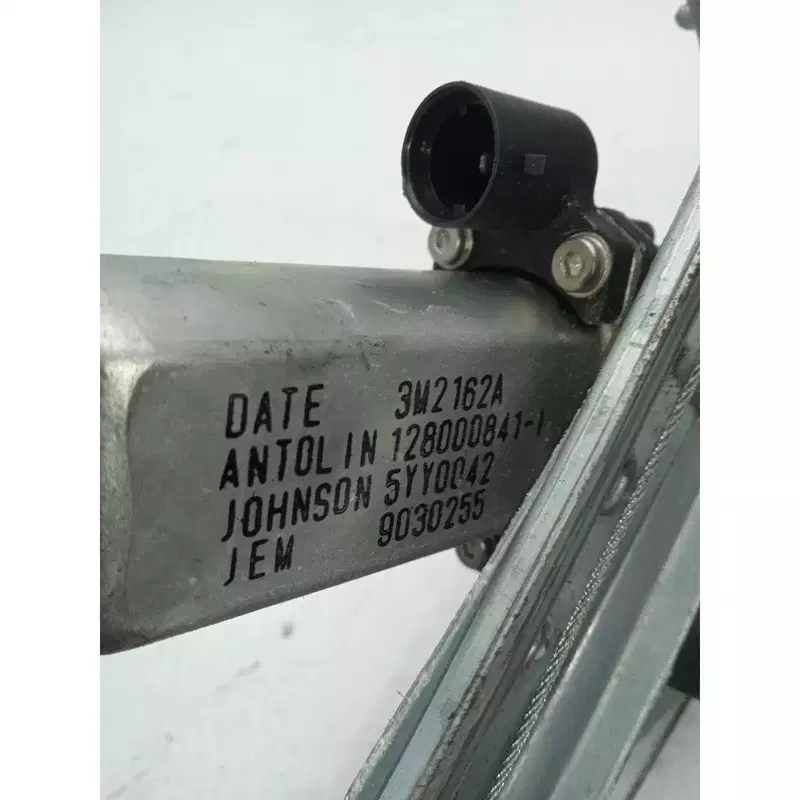 DATE 3M2162A
ANTOLIN 128000841-1
JOHNSON 5YY0042
JEM 9030255